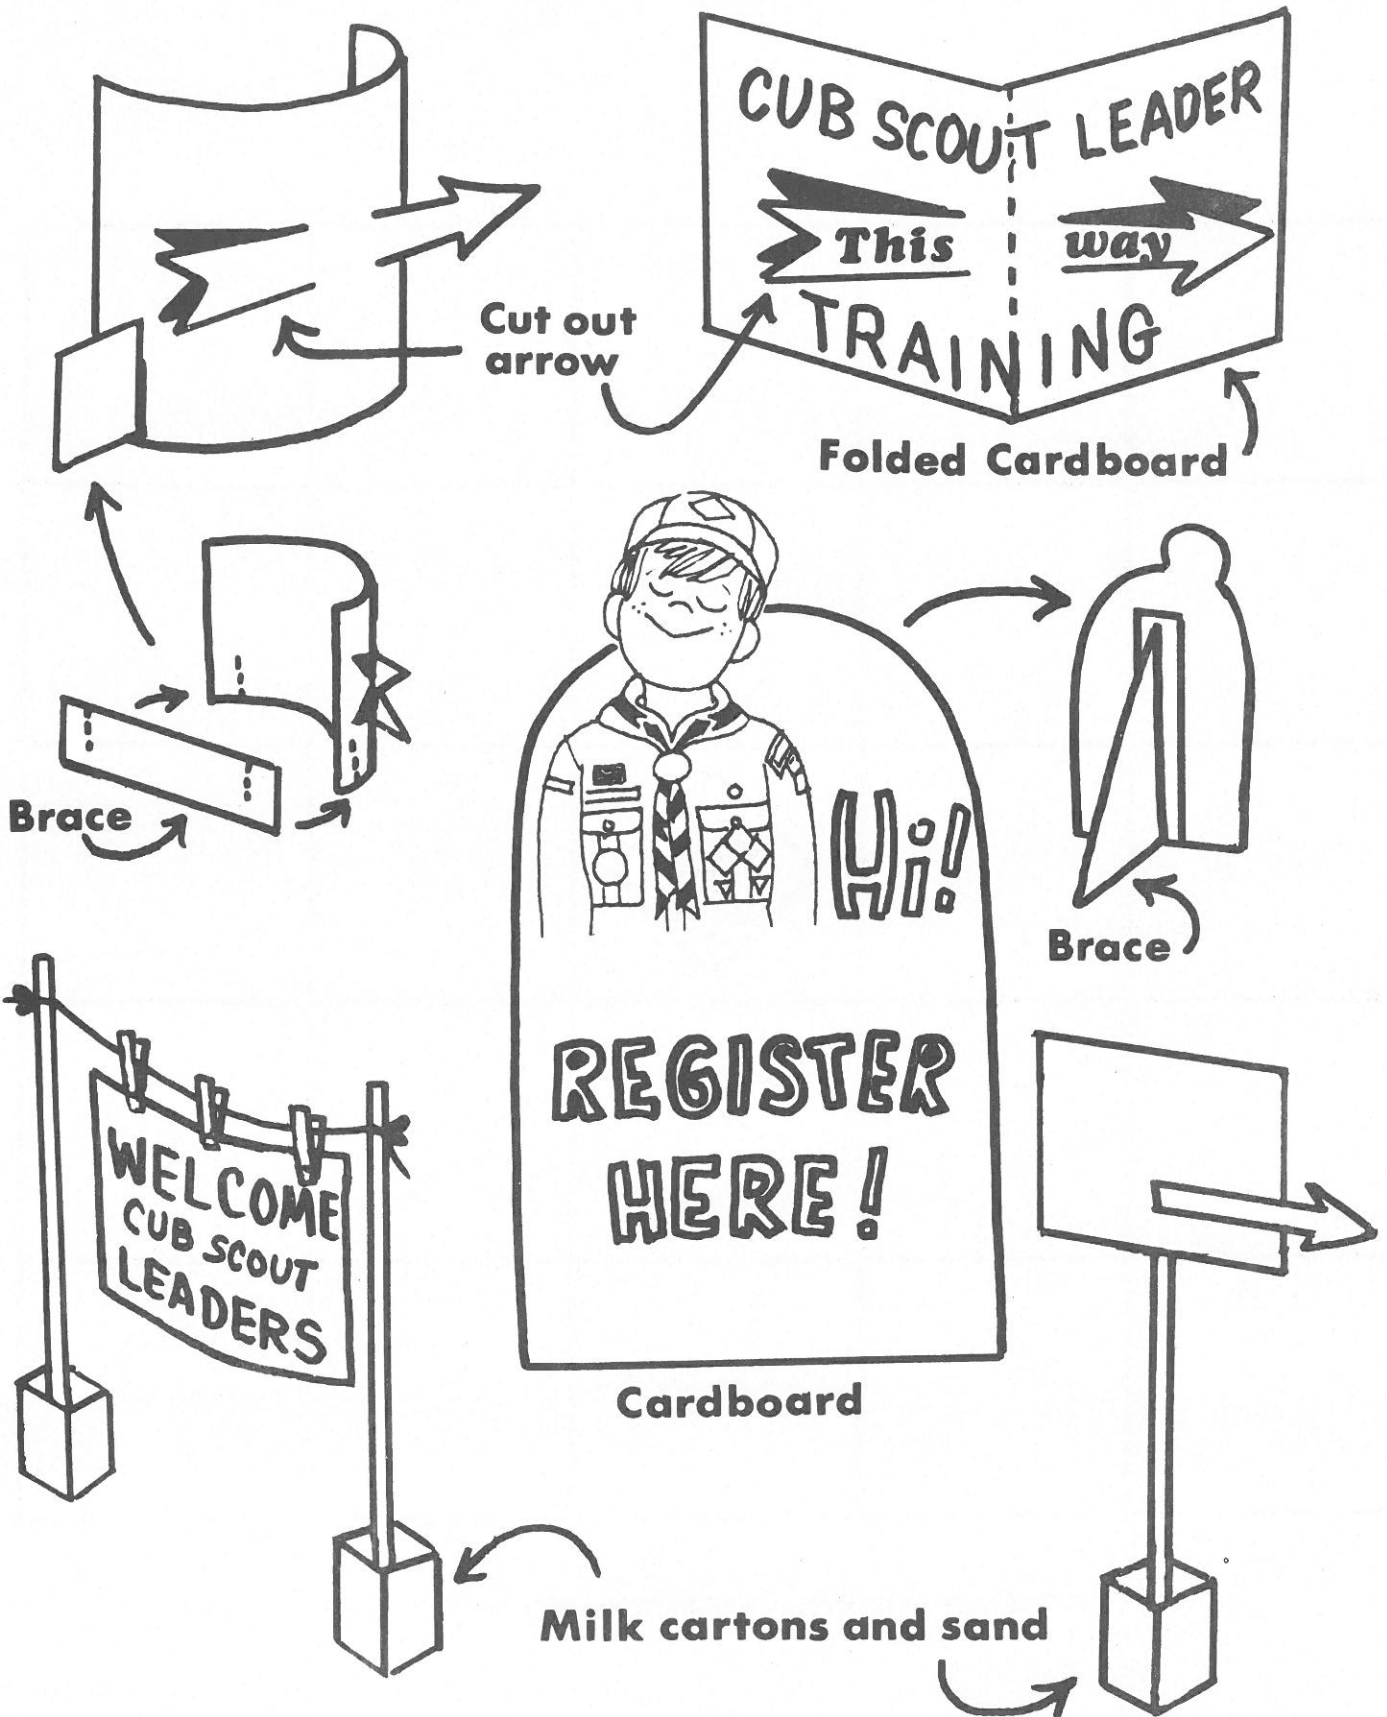 CUB SCOUT LEADER
This way
TRAINING
Cut out
arrow
Folded Cardboard
Brace
Hi!
Brace
REGISTER
HERE!
WELCOME
CUB SCOUT
LEADERS
Cardboard
Milk cartons and sand